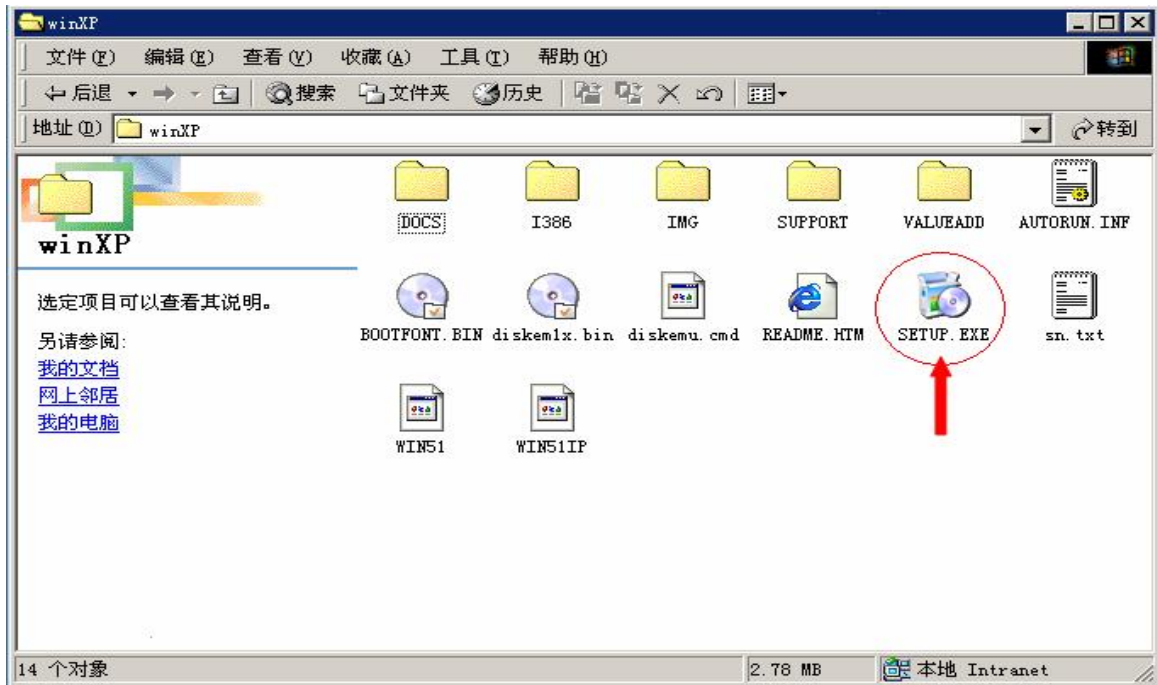 winXP
文件(F) 编辑(E) 查看(V) 收藏(A) 工具(T) 帮助(H)
后退 搜索 文件夹 历史
地址(D) winXP 转到
winXP
选定项目可以查看其说明。
另请参阅:
我的文档
网上邻居
我的电脑
DOCS I386 IMG SUPPORT VALUEADD AUTORUN.INF
BOOTFONT.BIN diskem1x.bin diskemu.cmd README.HTM SETUP.EXE sn.txt
WIN51 WIN51IP
14 个对象 2.78 MB 本地 Intranet